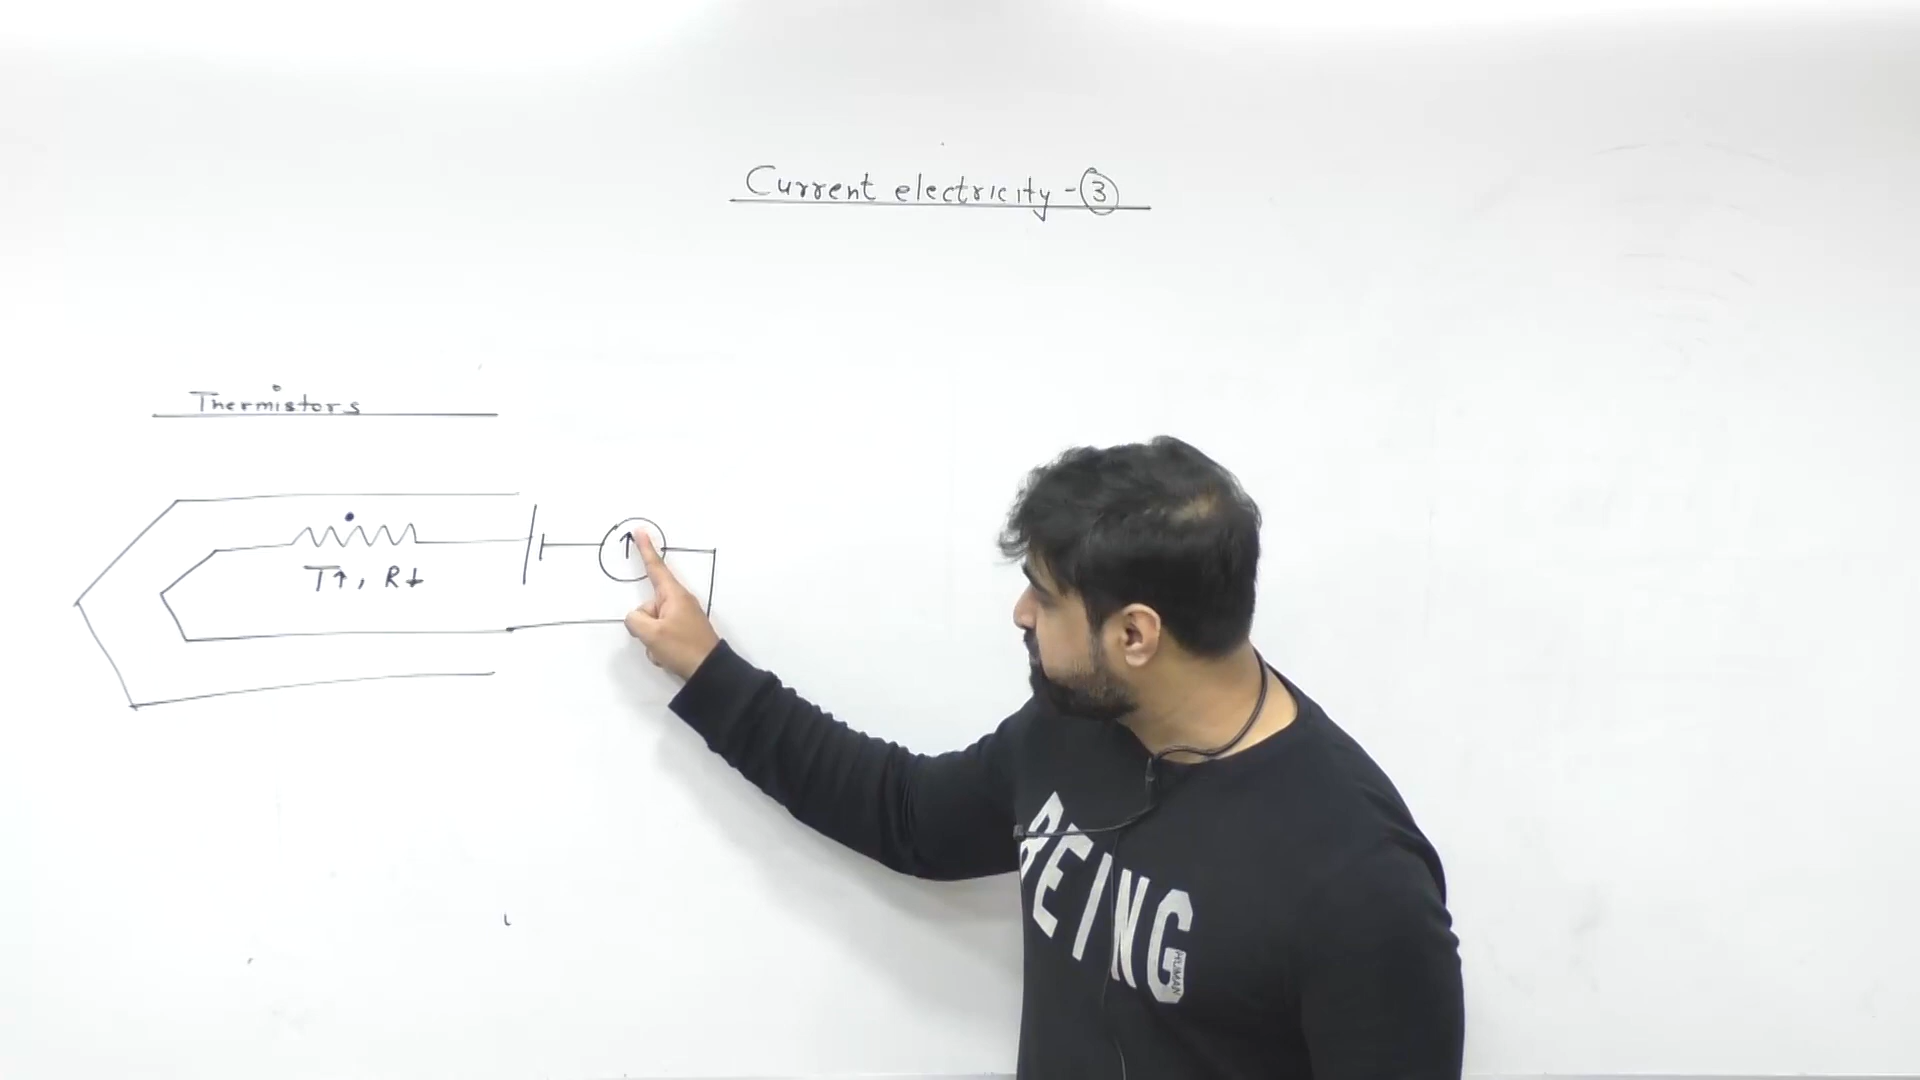 Current electricity - 3
Thermistors
T↑, R↓
BEING
HUMAN